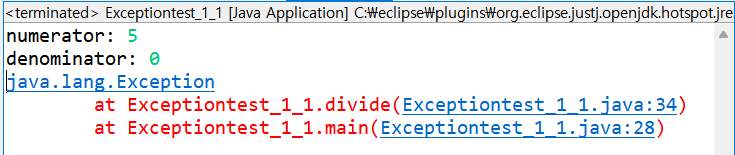 <terminated> Exceptiontest_1_1 [Java Application] C:₩eclipse₩plugins₩org.eclipse.justj.openjdk.hotspot.jre
numerator: 5
denominator: 0
java.lang.Exception
	at Exceptiontest_1_1.divide(Exceptiontest_1_1.java:34)
	at Exceptiontest_1_1.main(Exceptiontest_1_1.java:28)